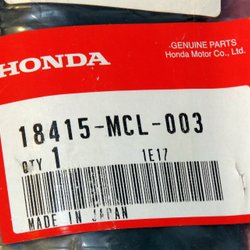 HONDA
GENUINE PARTS
Honda Motor Co., Ltd.
18415-MCL-003
QTY 1 1E17
MADE IN JAPAN